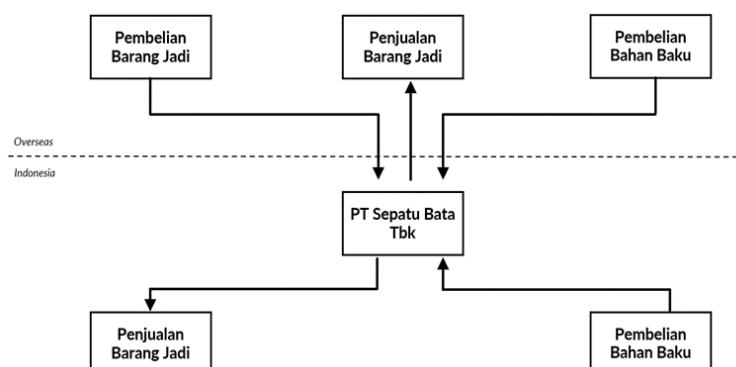 Pembelian
Barang Jadi
Penjualan
Barang Jadi
Pembelian
Bahan Baku
Overseas
Indonesia
PT Sepatu Bata
Tbk
Penjualan
Barang Jadi
Pembelian
Bahan Baku